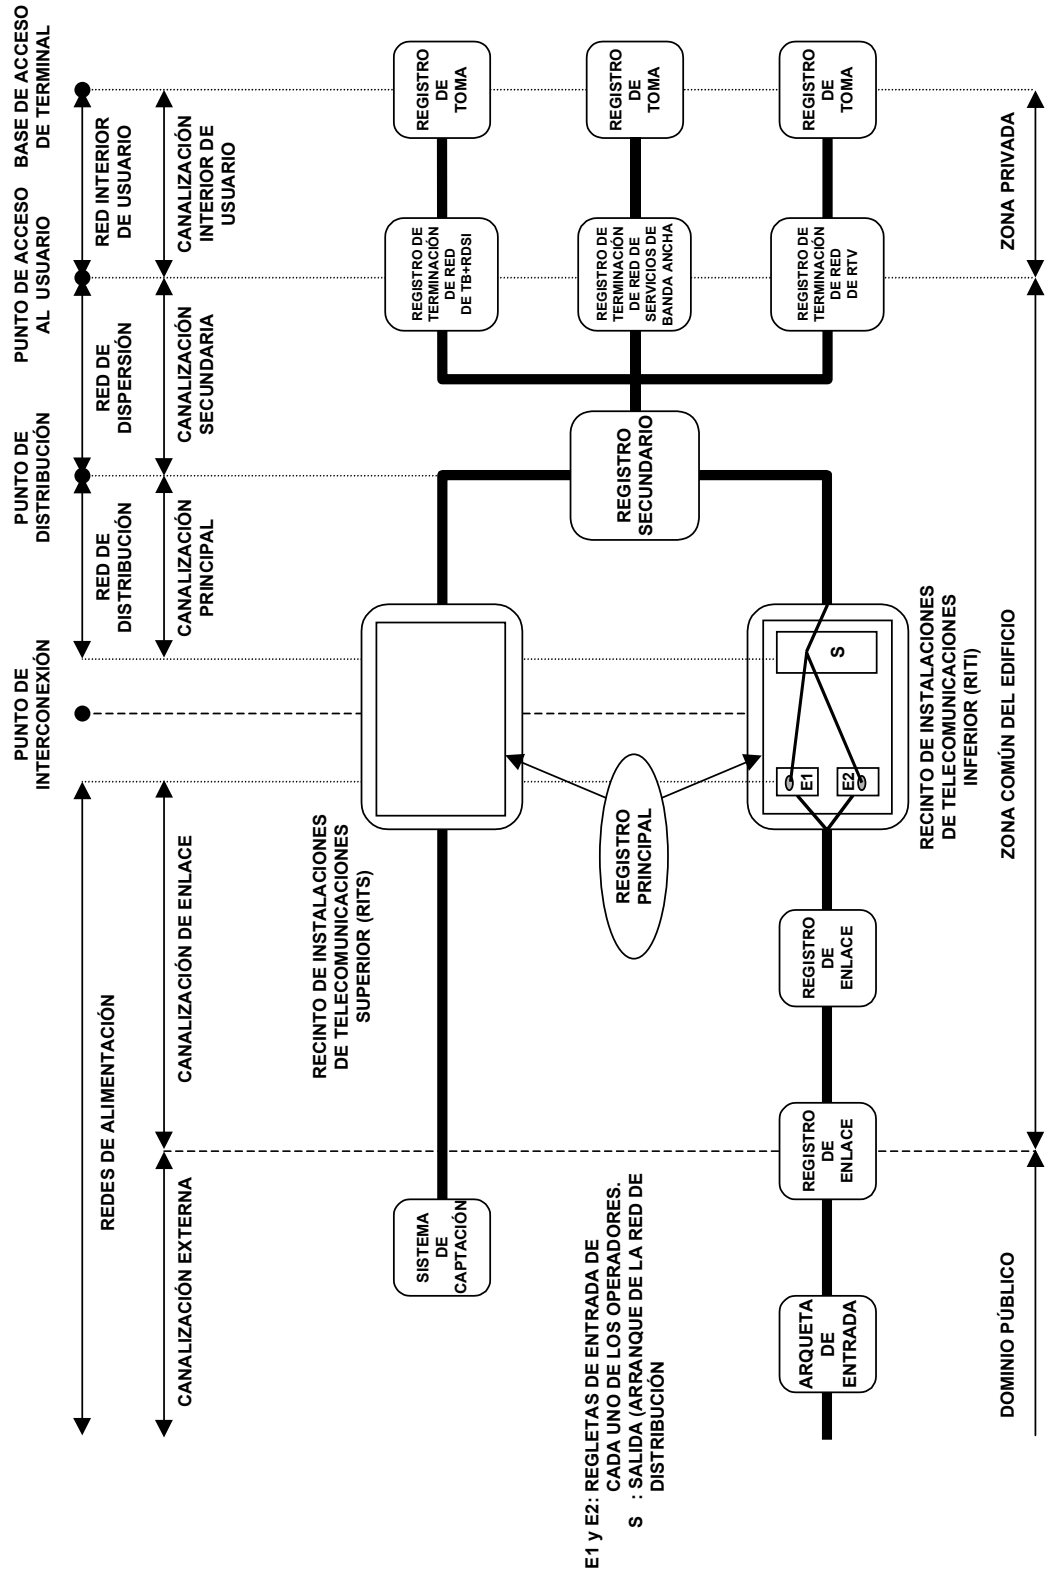 PUNTO DE
INTERCONEXIÓN
PUNTO DE
DISTRIBUCIÓN
PUNTO DE ACCESO
AL USUARIO
BASE DE ACCESO
DE TERMINAL
REDES DE ALIMENTACIÓN
RED DE
DISTRIBUCIÓN
RED DE
DISPERSIÓN
RED INTERIOR
DE USUARIO
CANALIZACIÓN EXTERNA
CANALIZACIÓN DE ENLACE
CANALIZACIÓN
PRINCIPAL
CANALIZACIÓN
SECUNDARIA
CANALIZACIÓN
INTERIOR DE
USUARIO
RECINTO DE INSTALACIONES
DE TELECOMUNICACIONES
SUPERIOR (RITS)
SISTEMA
DE
CAPTACIÓN
REGISTRO DE
TERMINACIÓN
DE RED
DE TB+RDSI
REGISTRO
DE
TOMA
REGISTRO
PRINCIPAL
REGISTRO
SECUNDARIO
REGISTRO DE
TERMINACIÓN
DE RED DE
SERVICIOS DE
BANDA ANCHA
REGISTRO
DE
TOMA
E1 y E2: REGLETAS DE ENTRADA DE
CADA UNO DE LOS OPERADORES.
S : SALIDA (ARRANQUE DE LA RED DE
DISTRIBUCIÓN
ARQUETA
DE
ENTRADA
REGISTRO
DE
ENLACE
REGISTRO
DE
ENLACE
E1
E2
S
REGISTRO DE
TERMINACIÓN
DE RED
DE RTV
REGISTRO
DE
TOMA
RECINTO DE INSTALACIONES
DE TELECOMUNICACIONES
INFERIOR (RITI)
DOMINIO PÚBLICO
ZONA COMÚN DEL EDIFICIO
ZONA PRIVADA